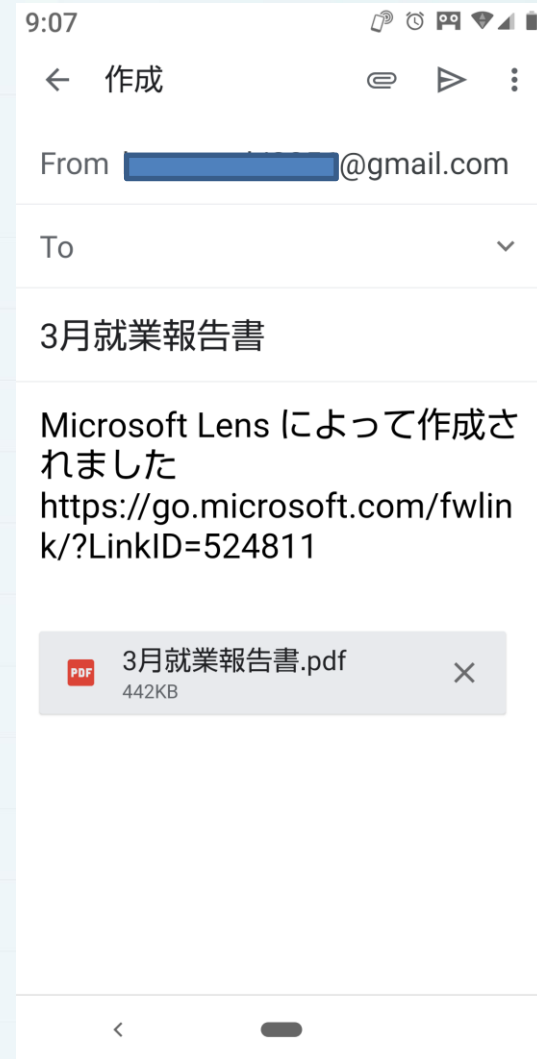 9:07
作成
From @gmail.com
To
3月就業報告書
Microsoft Lens によって作成さ
れました
https://go.microsoft.com/fwlin
k/?LinkID=524811
PDF
3月就業報告書.pdf
442KB